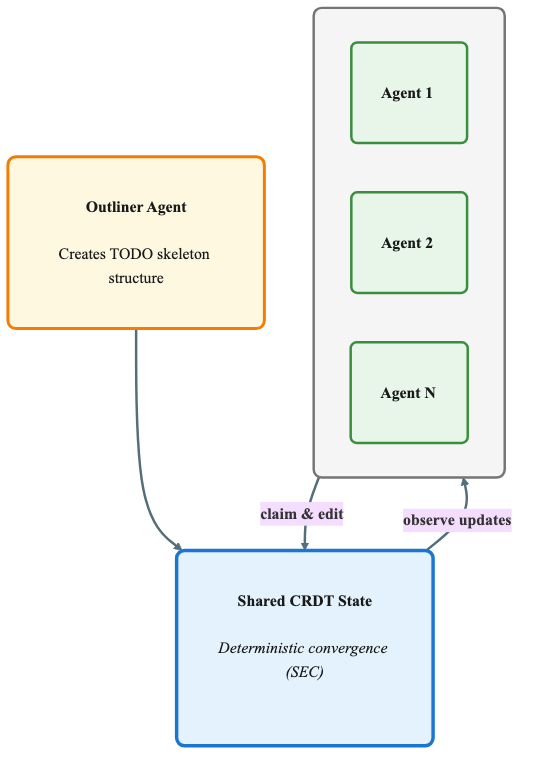 Agent 1
Agent 2
Agent N
Outliner Agent
Creates TODO skeleton
structure
claim & edit
observe updates
Shared CRDT State
Deterministic convergence
(SEC)